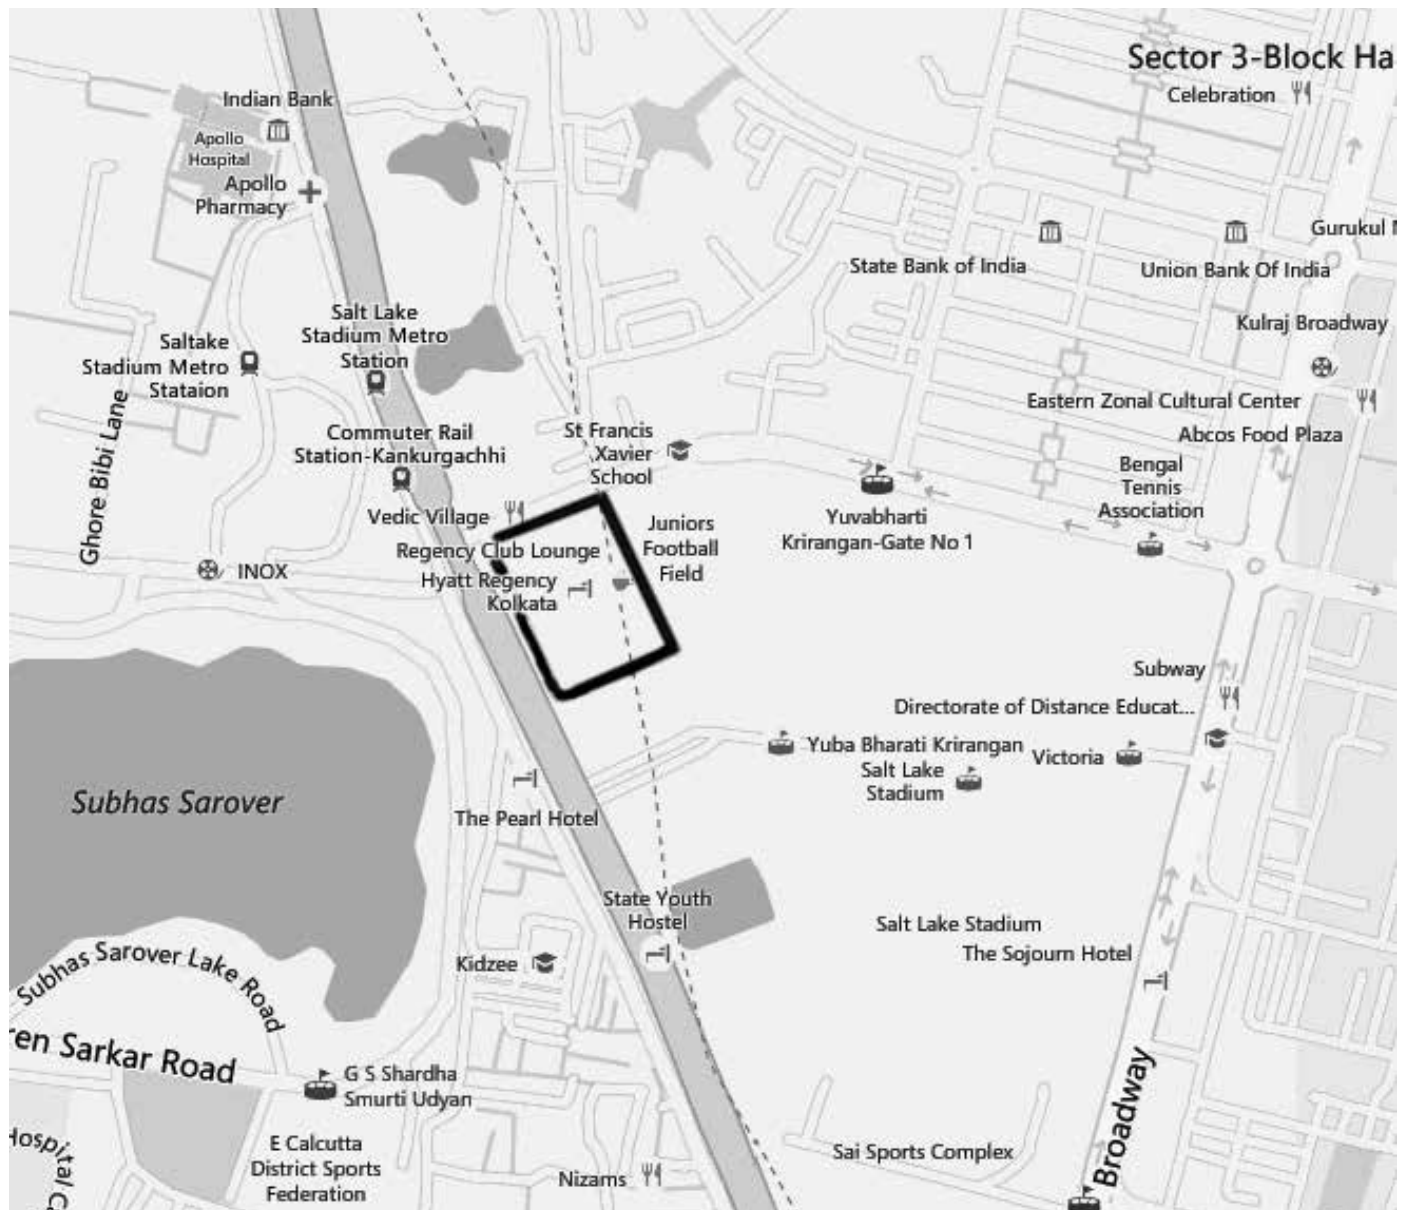 Sector 3-Block Ha
Celebration
Indian Bank
Apollo
Hospital
Apollo
Pharmacy
Gurukul
State Bank of India
Union Bank Of India
Salt Lake
Stadium Metro
Station
Kulraj Broadway
Saltake
Stadium Metro
Stataion
Ghore Bibi Lane
Eastern Zonal Cultural Center
Abcos Food Plaza
Commuter Rail
Station-Kankurgachhi
St Francis
Xavier
School
Bengal
Tennis
Association
Vedic Village
Juniors
Football
Field
Yuvabharti
Krirangan-Gate No 1
Regency Club Lounge
Hyatt Regency
Kolkata
INOX
Subway
Directorate of Distance Educat...
Yuba Bharati Krirangan
Victoria
Salt Lake
Stadium
Subhas Sarover
The Pearl Hotel
State Youth
Hostel
Salt Lake Stadium
The Sojourn Hotel
Kidzee
Subhas Sarover Lake Road
ren Sarkar Road
G S Shardha
Smurti Udyan
Broadway
E Calcutta
District Sports
Federation
Nizams
Sai Sports Complex
Hospital